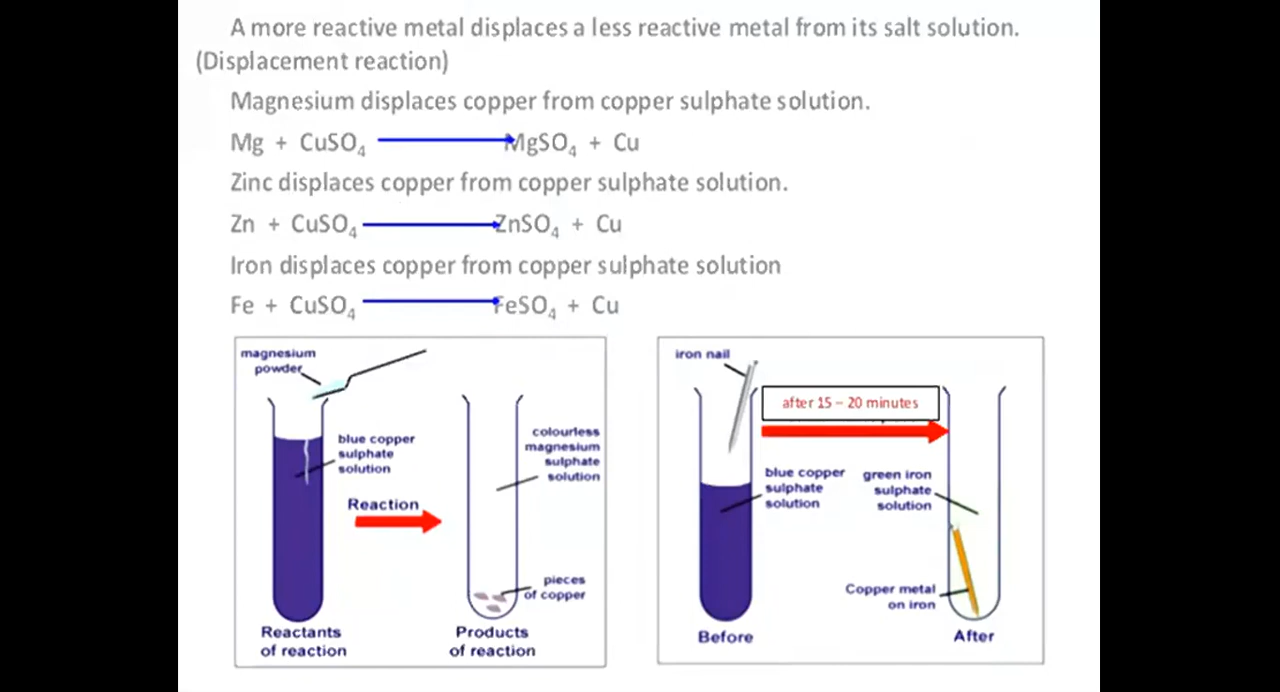 A more reactive metal displaces a less reactive metal from its salt solution.
(Displacement reaction)
Magnesium displaces copper from copper sulphate solution.
Mg + CuSO₄ MgSO₄ + Cu
Zinc displaces copper from copper sulphate solution.
Zn + CuSO₄ ZnSO₄ + Cu
Iron displaces copper from copper sulphate solution
Fe + CuSO₄ FeSO₄ + Cu
magnesium
powder
blue copper
sulphate
solution
Reaction
colourless
magnesium
sulphate
solution
pieces
of copper
Reactants
of reaction
Products
of reaction
iron nail
after 15 – 20 minutes
blue copper
sulphate
solution
green iron
sulphate
solution
Copper metal
on iron
Before
After